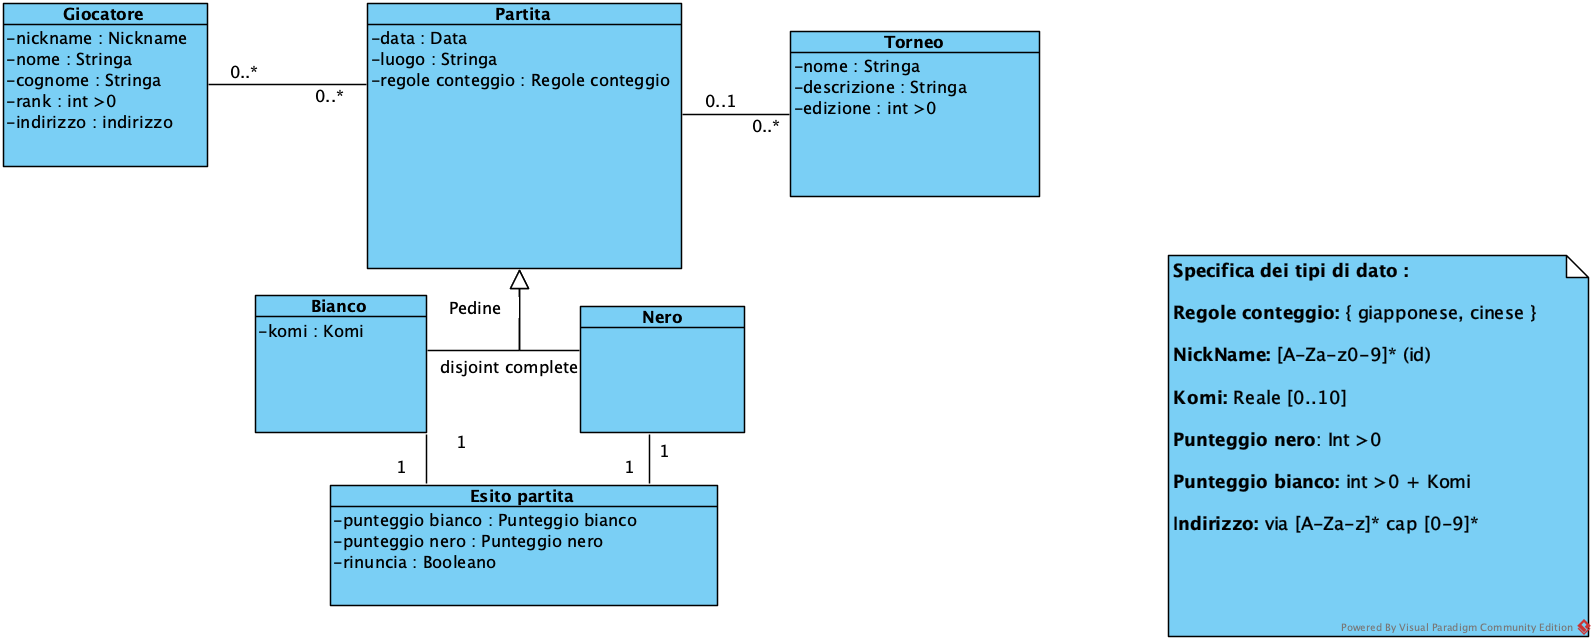 Giocatore
-nickname : Nickname
-nome : Stringa
-cognome : Stringa
-rank : int >0
-indirizzo : indirizzo
0..*
0..*
Partita
-data : Data
-luogo : Stringa
-regole conteggio : Regole conteggio
0..1
0..*
Torneo
-nome : Stringa
-descrizione : Stringa
-edizione : int >0
Pedine
disjoint complete
Bianco
-komi : Komi
Nero
1
1
1
1
Esito partita
-punteggio bianco : Punteggio bianco
-punteggio nero : Punteggio nero
-rinuncia : Booleano
Specifica dei tipi di dato :
Regole conteggio: { giapponese, cinese }
NickName: [A-Za-z0-9]* (id)
Komi: Reale [0..10]
Punteggio nero: Int >0
Punteggio bianco: int >0 + Komi
Indirizzo: via [A-Za-z]* cap [0-9]*
Powered By Visual Paradigm Community Edition